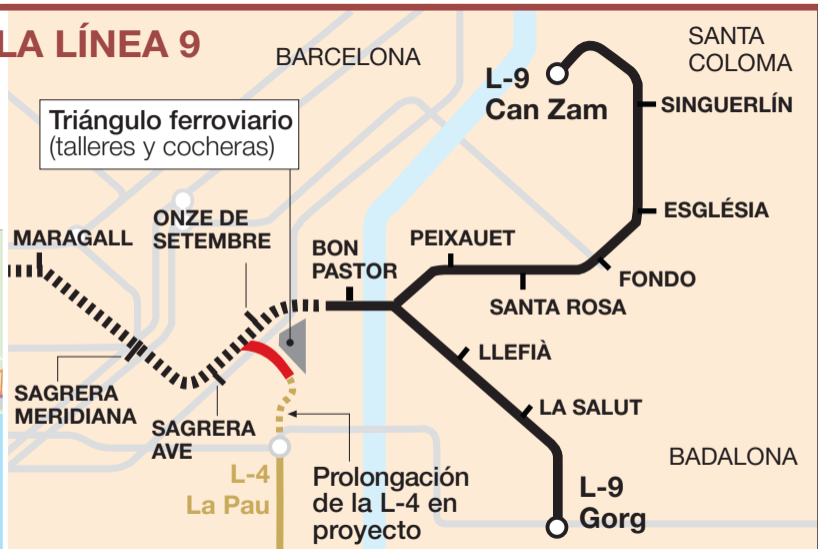 LA LÍNEA 9
BARCELONA
SANTA
COLOMA
L-9
Can Zam
SINGUERLÍN
Triángulo ferroviario
(talleres y cocheras)
ESGLÉSIA
ONZE DE
SETEMBRE
MARAGALL
BON
PASTOR
PEIXAUET
FONDO
SANTA ROSA
LLEFIÀ
SAGRERA
MERIDIANA
LA SALUT
SAGRERA
AVE
BADALONA
L-4
La Pau
Prolongación
de la L-4 en
proyecto
L-9
Gorg